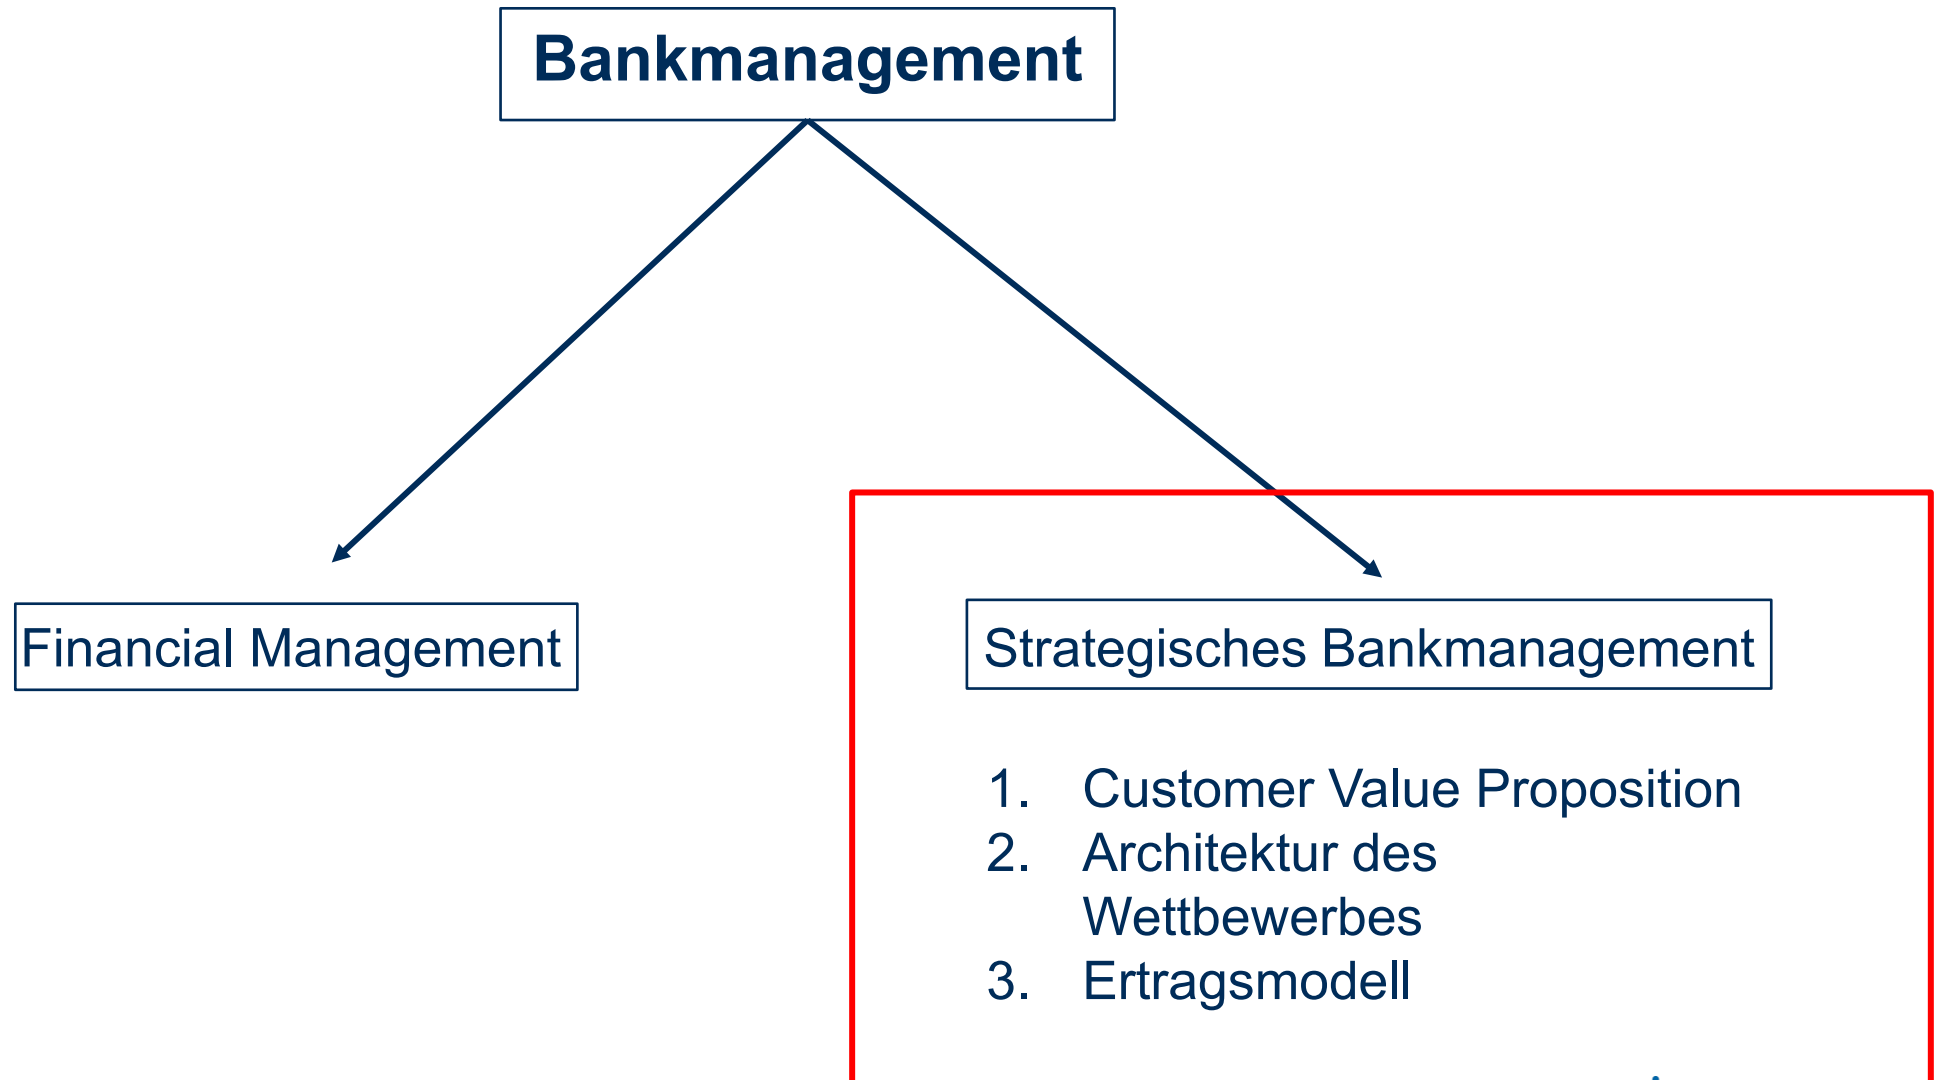 Bankmanagement
Financial Management
Strategisches Bankmanagement
1. Customer Value Proposition
2. Architektur des
Wettbewerbes
3. Ertragsmodell